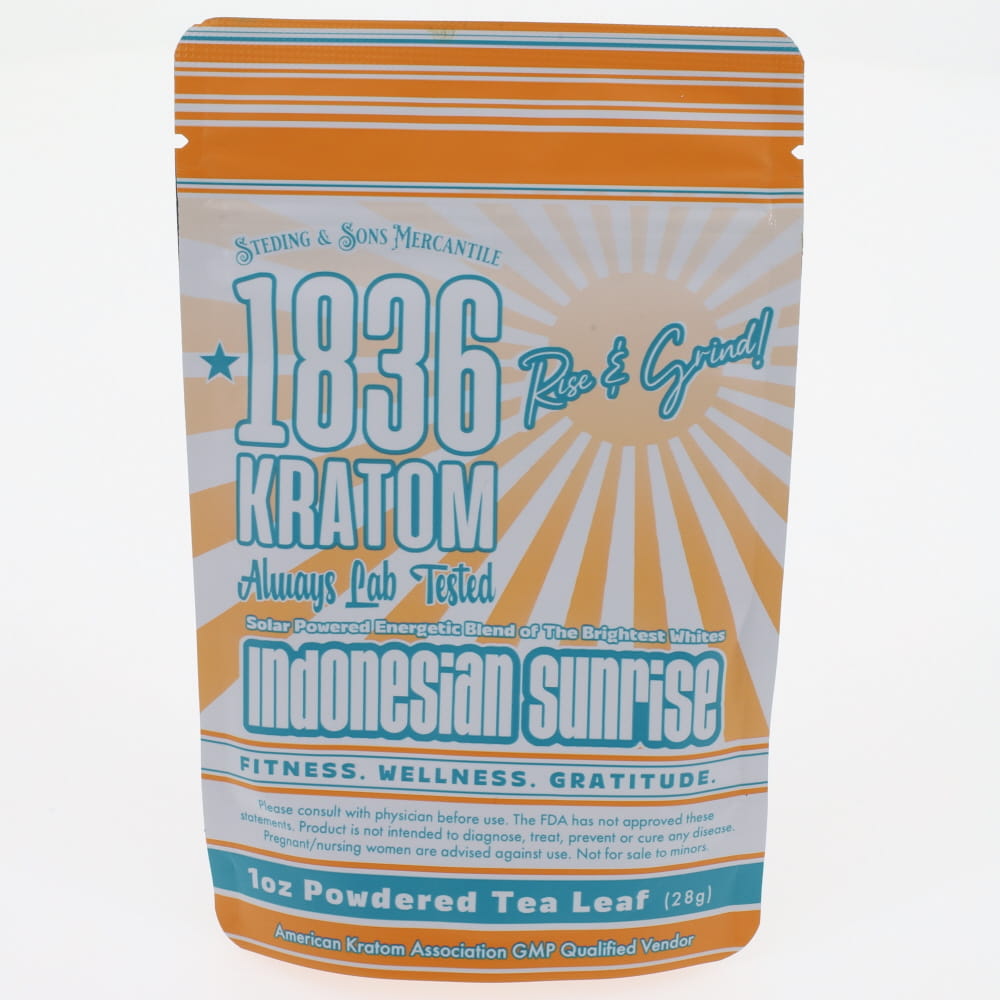 Steding & Sons Mercantile
1836
KRATOM
Rise & Grind!
Always Lab Tested
Solar Powered Energetic Blend of The Brightest Whites
Indonesian Sunrise
FITNESS. WELLNESS. GRATITUDE.
Please consult with physician before use. The FDA has not approved these
statements. Product is not intended to diagnose, treat, prevent or cure any disease.
Pregnant/nursing women are advised against use. Not for sale to minors.
1oz Powdered Tea Leaf (28g)
American Kratom Association GMP Qualified Vendor